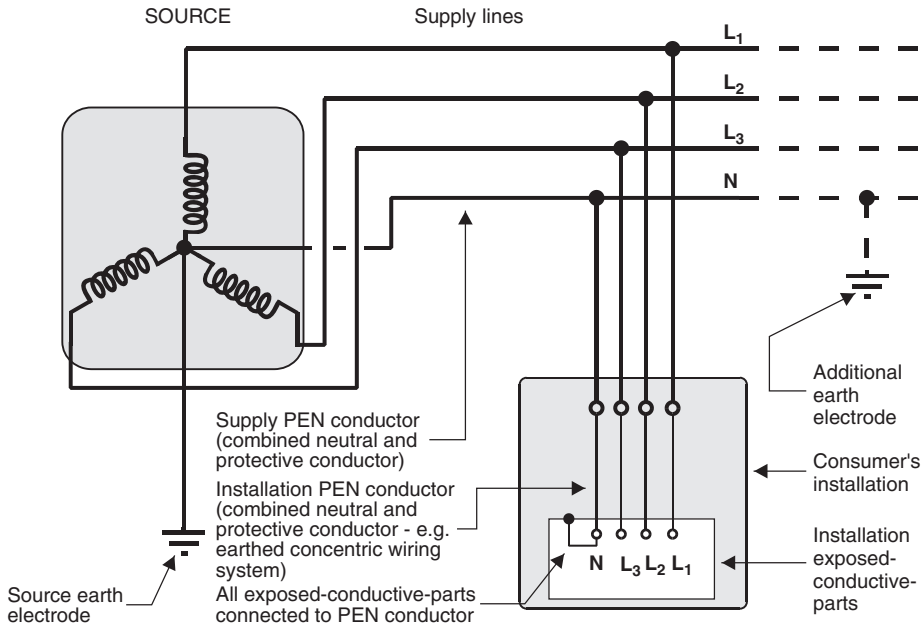 SOURCE
Supply lines
L1
L2
L3
N
Additional
earth
electrode
Supply PEN conductor
(combined neutral and
protective conductor)
Consumer's
installation
Installation PEN conductor
(combined neutral and
protective conductor - e.g.
earthed concentric wiring
system)
N L3 L2 L1
Installation
exposed-
conductive-
parts
Source earth
electrode
All exposed-conductive-parts
connected to PEN conductor